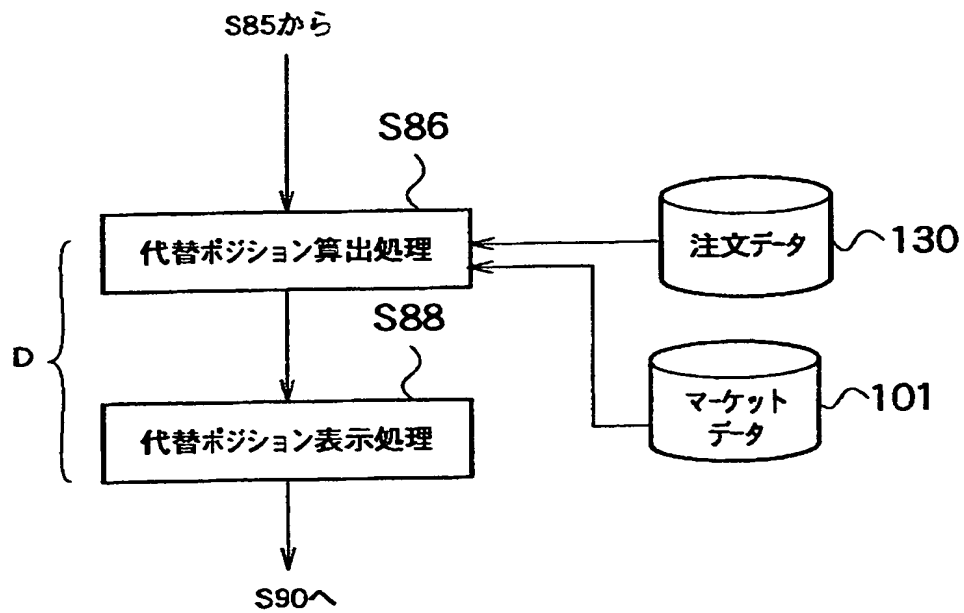 S85から
S86
代替ポジション算出処理
注文データ
130
S88
D
マーケット
データ
101
代替ポジション表示処理
S90へ